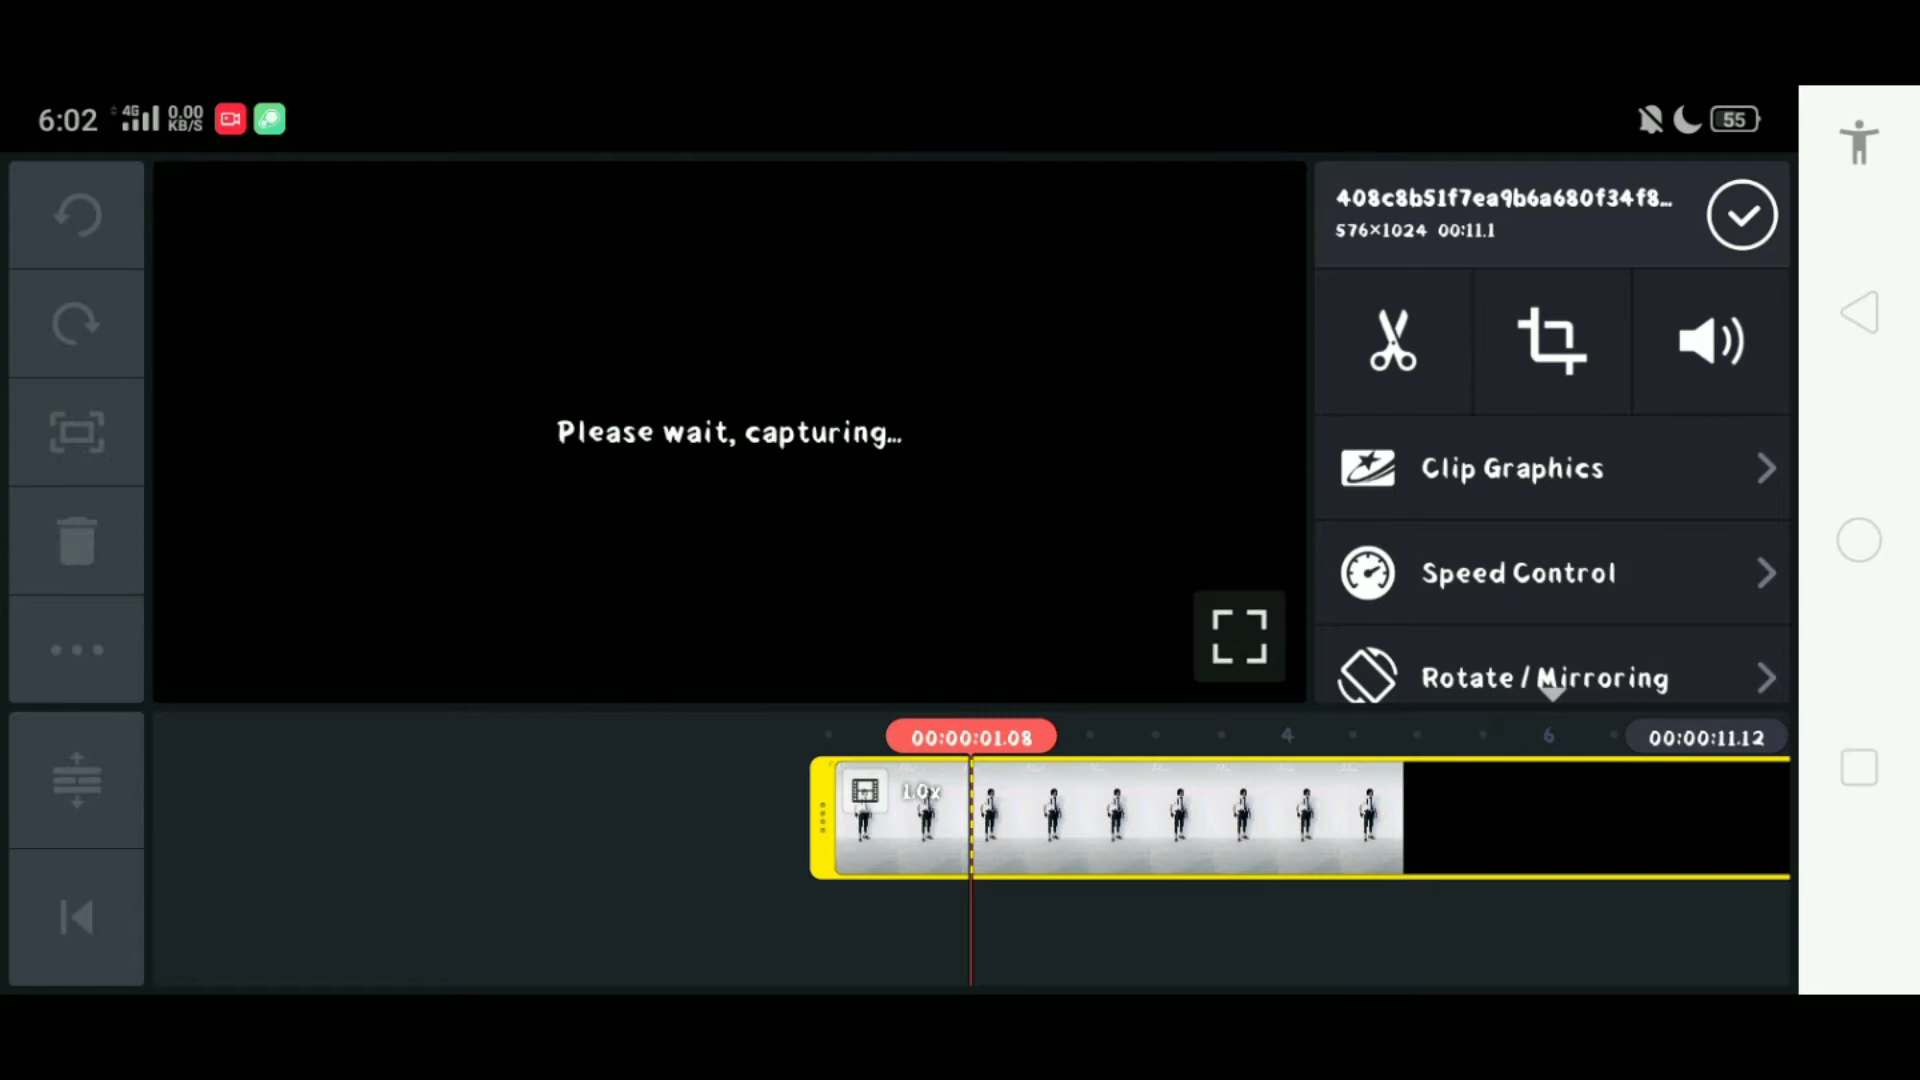 6:02 4G 0.00 KB/S
55
408c8b51f7ea9b6a680f34f8...
576×1024 00:11.1
Please wait, capturing...
Clip Graphics
Speed Control
Rotate / Mirroring
00:00:01.08 4 6 00:00:11.12
1.0x